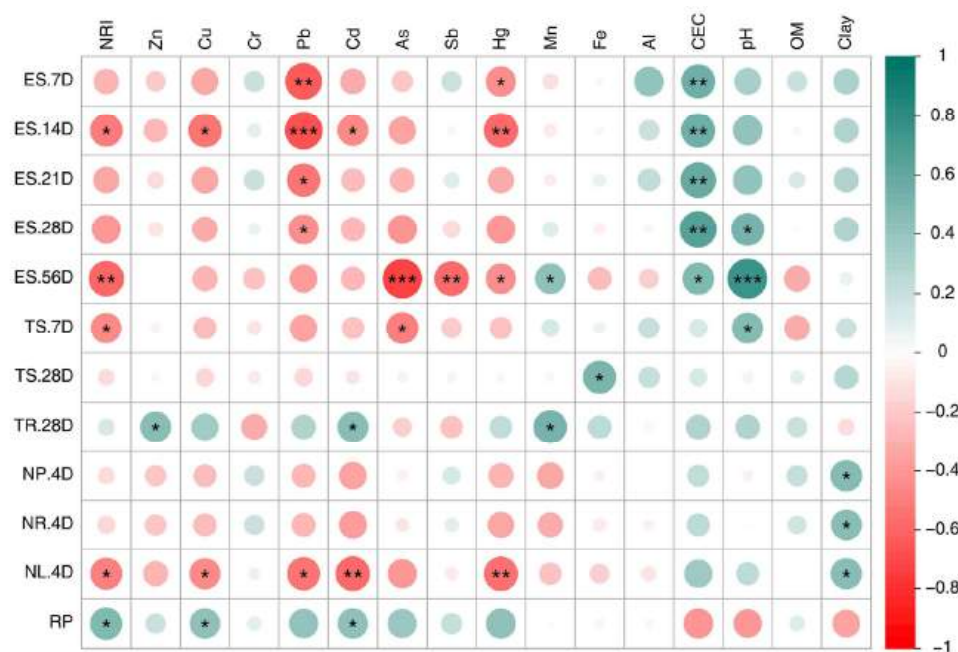 NRI Zn Cu Cr Pb Cd As Sb Hg Mn Fe Al CEC pH OM Clay
ES.7D ** * **
ES.14D * * *** * ** **
ES.21D * **
ES.28D * ** *
ES.56D ** *** ** * * * ***
TS.7D * * *
TS.28D *
TR.28D * * *
NP.4D *
NR.4D *
NL.4D * * * ** ** *
RP * * *
1
0.8
0.6
0.4
0.2
0
−0.2
−0.4
−0.6
−0.8
−1